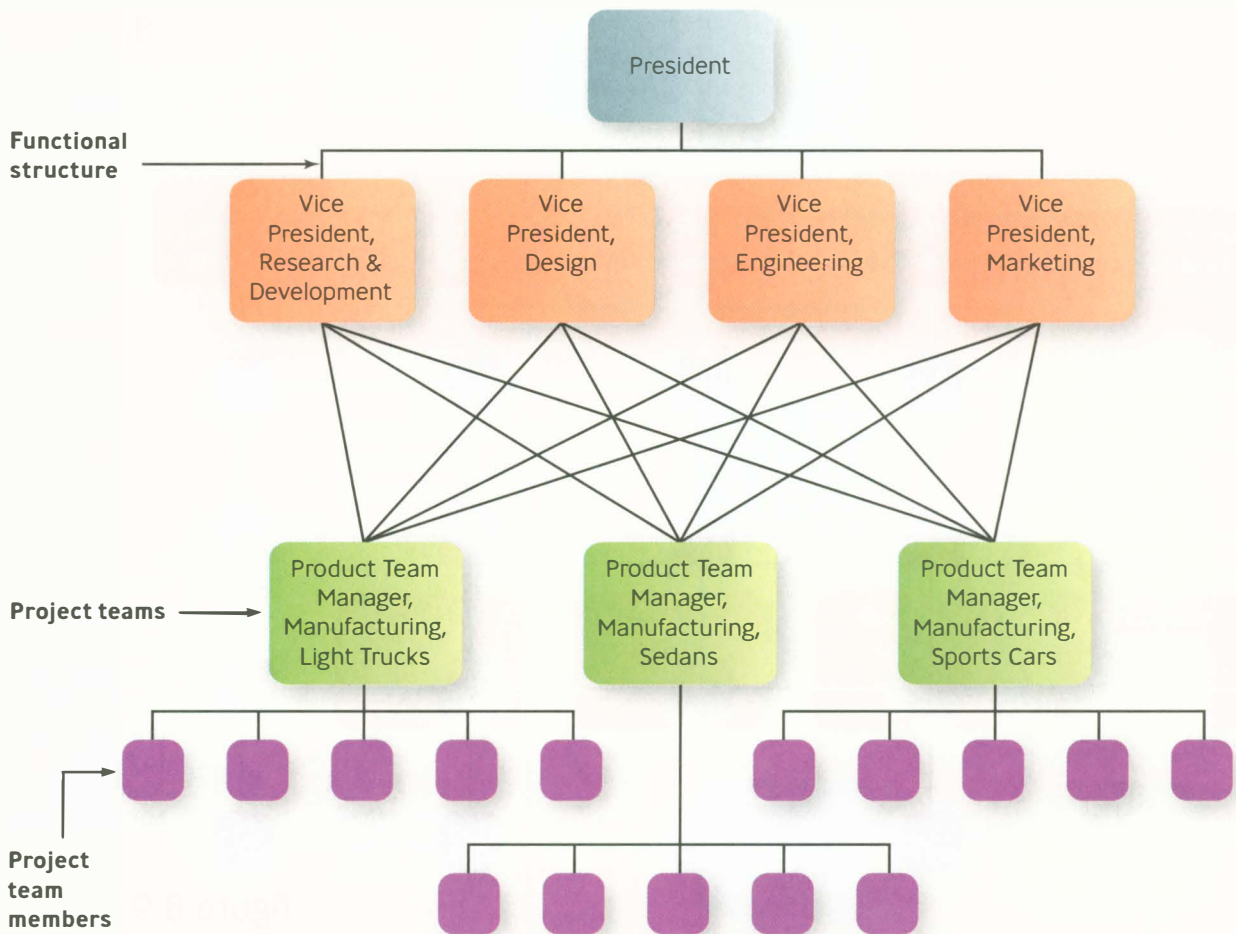 President
Functional
structure
Vice
President,
Research &
Development
Vice
President,
Design
Vice
President,
Engineering
Vice
President,
Marketing
Project teams
Product Team
Manager,
Manufacturing,
Light Trucks
Product Team
Manager,
Manufacturing,
Sedans
Product Team
Manager,
Manufacturing,
Sports Cars
Project
team
members